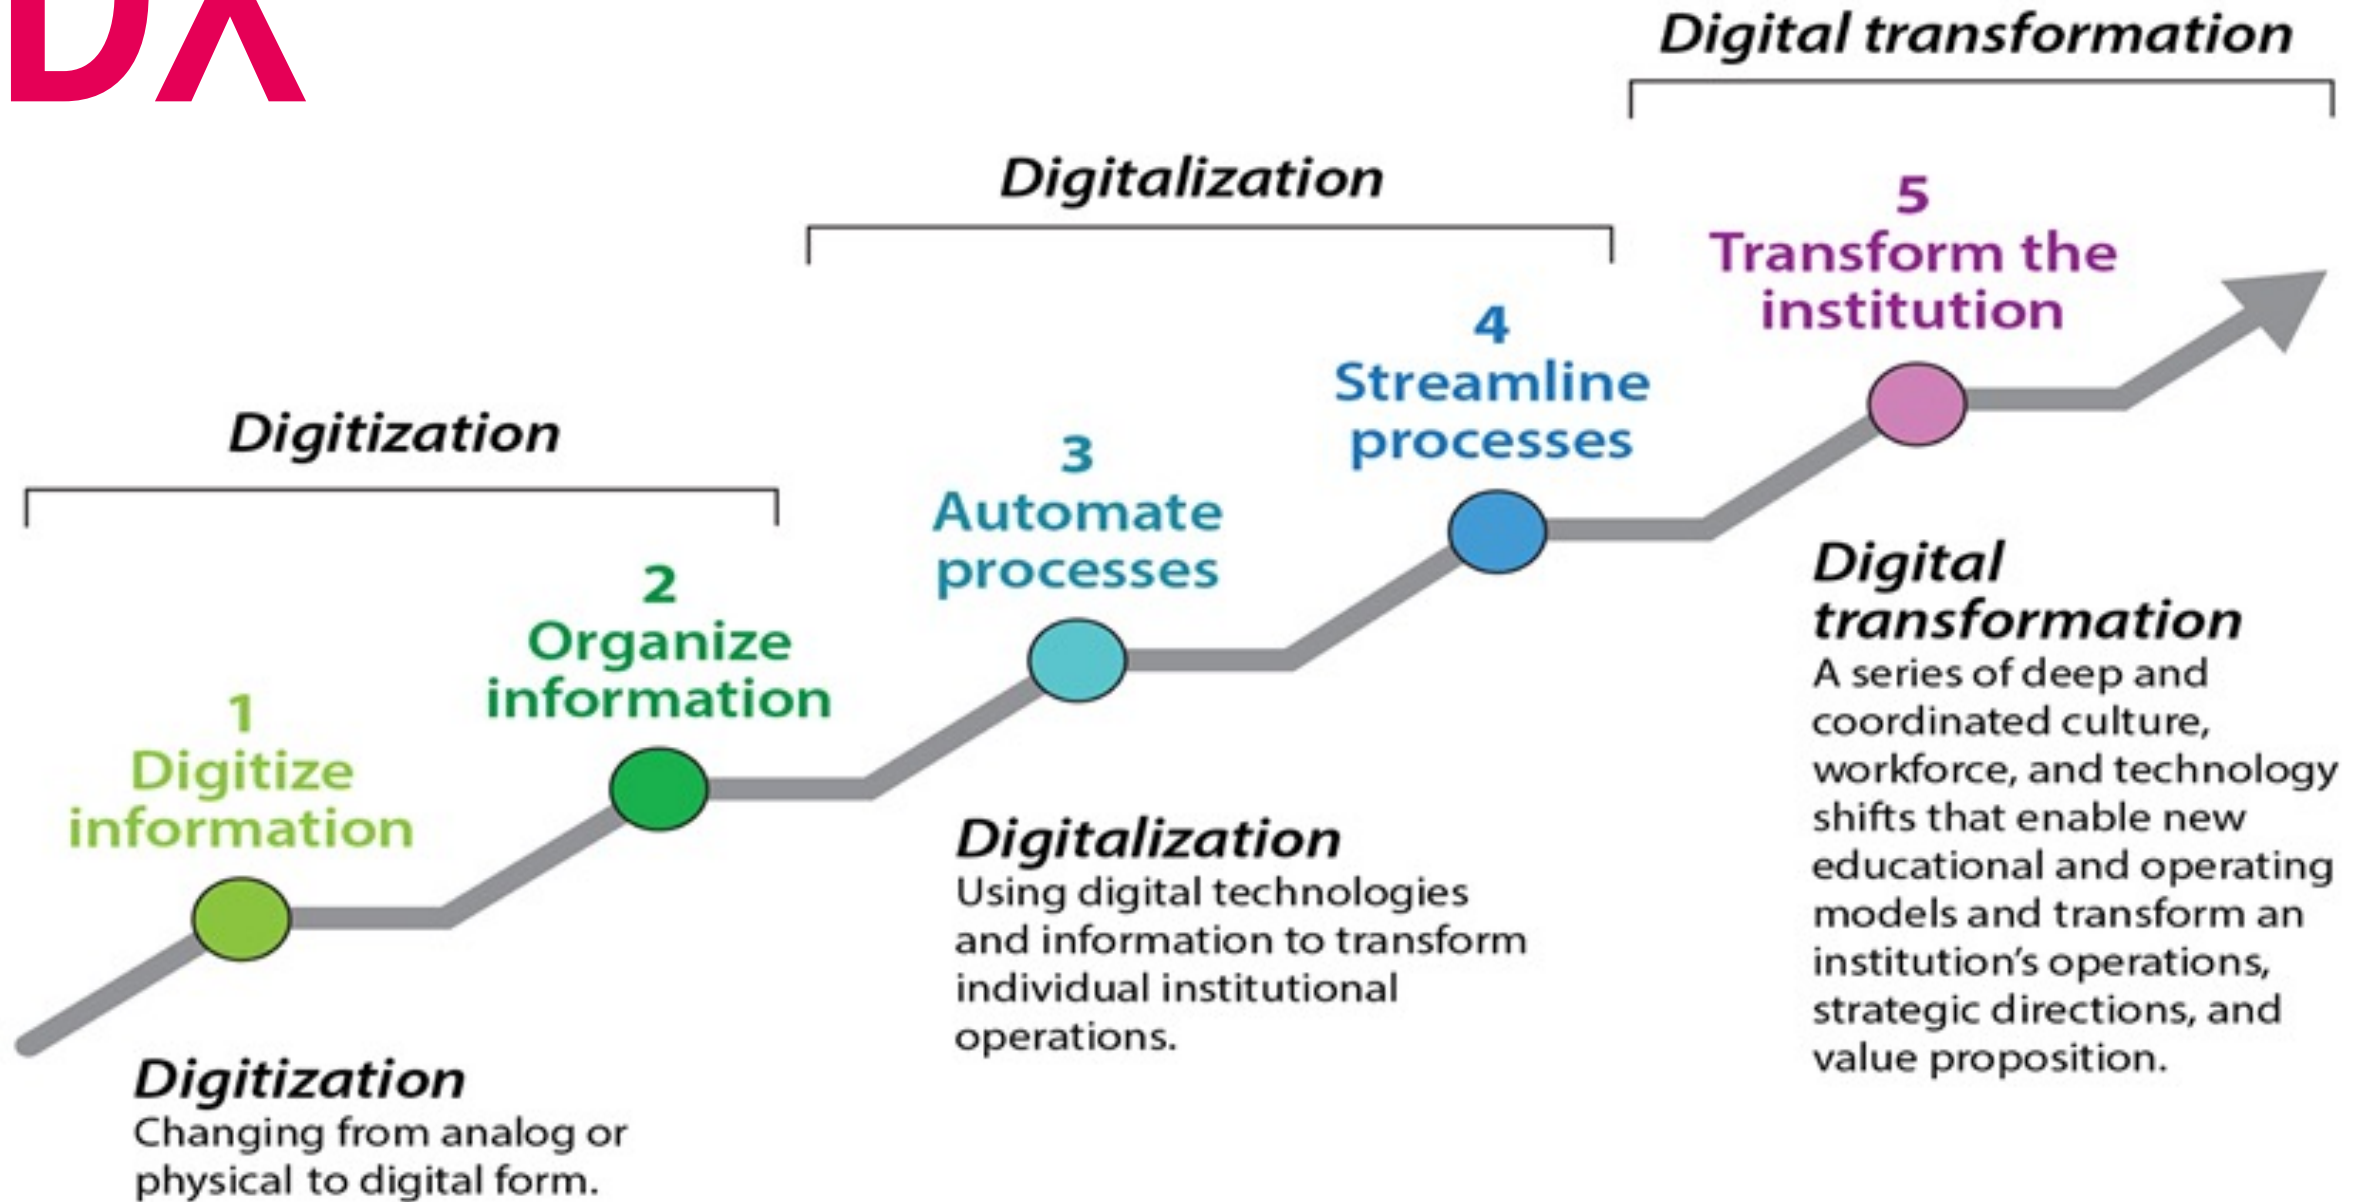 DX
Digital transformation
Digitalization
5
Transform the
institution
4
Streamline
processes
Digitization
3
Automate
processes
2
Organize
information
1
Digitize
information
Digital
transformation
A series of deep and
coordinated culture,
workforce, and technology
shifts that enable new
educational and operating
models and transform an
institution’s operations,
strategic directions, and
value proposition.
Digitalization
Using digital technologies
and information to transform
individual institutional
operations.
Digitization
Changing from analog or
physical to digital form.